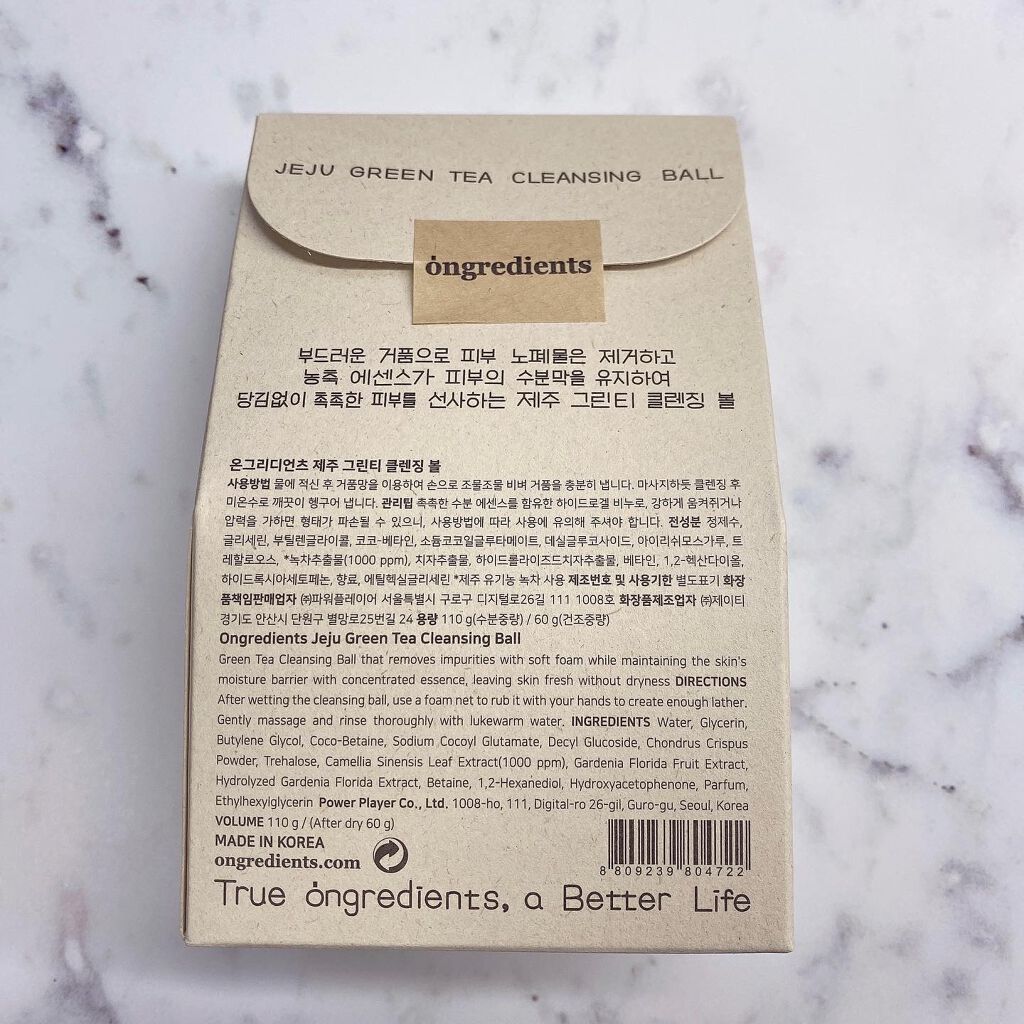 JEJU GREEN TEA CLEANSING BALL
ongredients
부드러운 거품으로 피부 노폐물은 제거하고
농축 에센스가 피부의 수분막을 유지하여
당김없이 촉촉한 피부를 선사하는 제주 그린티 클렌징 볼
온그리디언츠 제주 그린티 클렌징 볼
사용방법 물에 적신 후 거품망을 이용하여 손으로 조물조물 비벼 거품을 충분히 냅니다. 마사지하듯 클렌징 후
미온수로 깨끗이 헹구어 냅니다. 관리팁 촉촉한 수분 에센스를 함유한 하이드로겔 비누로, 강하게 움켜쥐거나
압력을 가하면 형태가 파손될 수 있으니, 사용방법에 따라 사용에 유의해 주셔야 합니다. 전성분 정제수,
글리세린, 부틸렌글라이콜, 코코-베타인, 소듐코코일글루타메이트, 데실글루코사이드, 아이리쉬모스가루, 트
레할로오스, *녹차추출물(1000 ppm), 치자추출물, 하이드롤라이즈드치자추출물, 베타인, 1,2-헥산다이올,
하이드록시아세토페논, 향료, 에틸헥실글리세린 *제주 유기농 녹차 사용 제조번호 및 사용기한 별도표기 화장
품책임판매업자 ㈜파워플레이어 서울특별시 구로구 디지털로26길 111 1008호 화장품제조업자 ㈜제이티
경기도 안산시 단원구 별망로25번길 24 용량 110 g(수분중량) / 60 g(건조중량)
Ongredients Jeju Green Tea Cleansing Ball
Green Tea Cleansing Ball that removes impurities with soft foam while maintaining the skin's
moisture barrier with concentrated essence, leaving skin fresh without dryness DIRECTIONS
After wetting the cleansing ball, use a foam net to rub it with your hands to create enough lather.
Gently massage and rinse thoroughly with lukewarm water. INGREDIENTS Water, Glycerin,
Butylene Glycol, Coco-Betaine, Sodium Cocoyl Glutamate, Decyl Glucoside, Chondrus Crispus
Powder, Trehalose, Camellia Sinensis Leaf Extract(1000 ppm), Gardenia Florida Fruit Extract,
Hydrolyzed Gardenia Florida Extract, Betaine, 1,2-Hexanediol, Hydroxyacetophenone, Parfum,
Ethylhexylglycerin Power Player Co., Ltd. 1008-ho, 111, Digital-ro 26-gil, Guro-gu, Seoul, Korea
VOLUME 110 g / (After dry 60 g)
MADE IN KOREA
ongredients.com
8 809239 804722
True ongredients, a Better Life